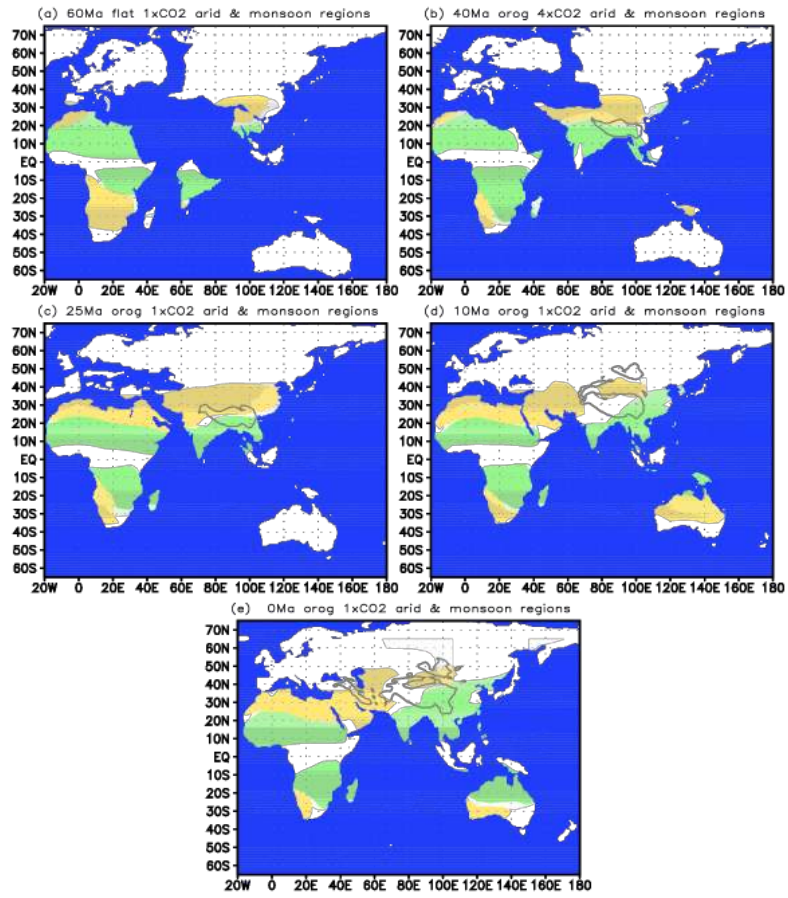 (a) 60Ma flat 1xCO2 arid & monsoon regions
70N
60N
50N
40N
30N
20N
10N
EQ
10S
20S
30S
40S
50S
60S
20W 0 20E 40E 60E 80E 100E 120E 140E 160E 180
(b) 40Ma orog 4xCO2 arid & monsoon regions
70N
60N
50N
40N
30N
20N
10N
EQ
10S
20S
30S
40S
50S
60S
20W 0 20E 40E 60E 80E 100E 120E 140E 160E 180
(c) 25Ma orog 1xCO2 arid & monsoon regions
70N
60N
50N
40N
30N
20N
10N
EQ
10S
20S
30S
40S
50S
60S
20W 0 20E 40E 60E 80E 100E 120E 140E 160E 180
(d) 10Ma orog 1xCO2 arid & monsoon regions
70N
60N
50N
40N
30N
20N
10N
EQ
10S
20S
30S
40S
50S
60S
20W 0 20E 40E 60E 80E 100E 120E 140E 160E 180
(e) 0Ma orog 1xCO2 arid & monsoon regions
70N
60N
50N
40N
30N
20N
10N
EQ
10S
20S
30S
40S
50S
60S
20W 0 20E 40E 60E 80E 100E 120E 140E 160E 180